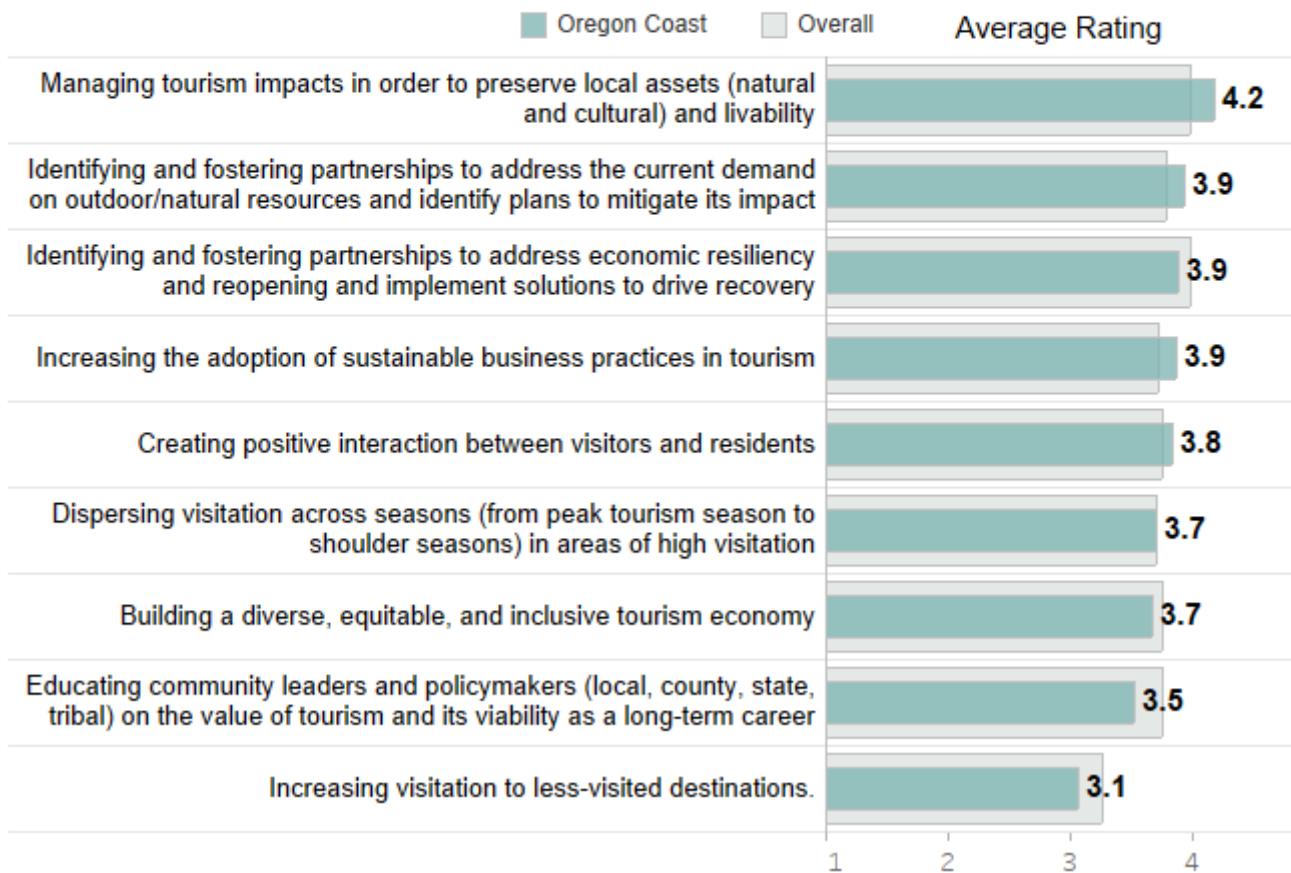 Oregon Coast Overall Average Rating
Managing tourism impacts in order to preserve local assets (natural
and cultural) and livability
4.2
Identifying and fostering partnerships to address the current demand
on outdoor/natural resources and identify plans to mitigate its impact
3.9
Identifying and fostering partnerships to address economic resiliency
and reopening and implement solutions to drive recovery
3.9
Increasing the adoption of sustainable business practices in tourism
3.9
Creating positive interaction between visitors and residents
3.8
Dispersing visitation across seasons (from peak tourism season to
shoulder seasons) in areas of high visitation
3.7
Building a diverse, equitable, and inclusive tourism economy
3.7
Educating community leaders and policymakers (local, county, state,
tribal) on the value of tourism and its viability as a long-term career
3.5
Increasing visitation to less-visited destinations.
3.1
1 2 3 4